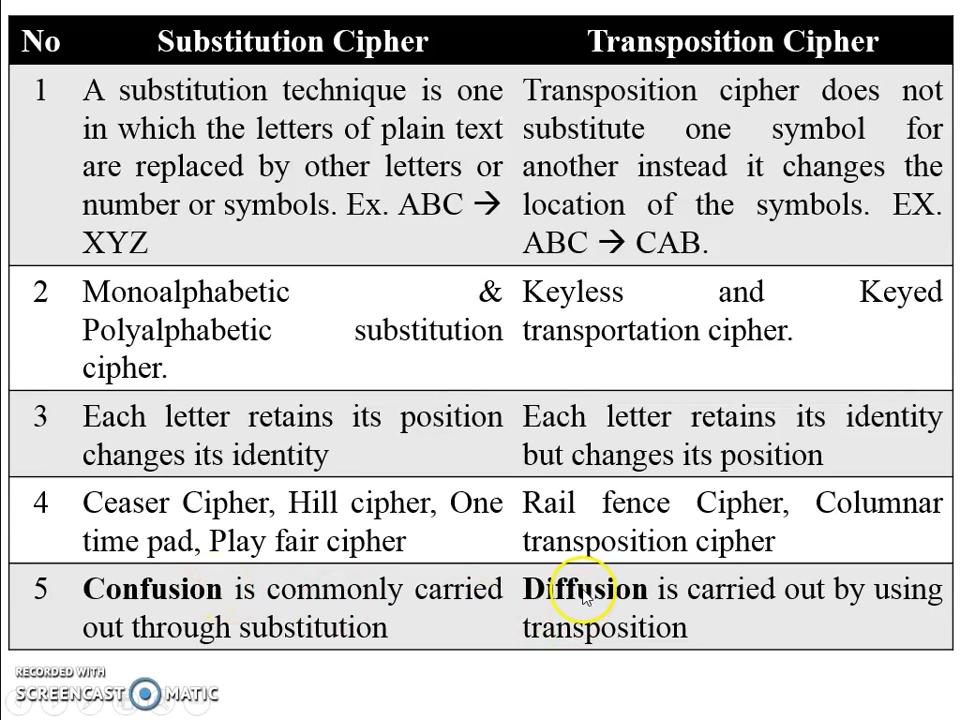 No Substitution Cipher Transposition Cipher
1 A substitution technique is one Transposition cipher does not
in which the letters of plain text substitute one symbol for
are replaced by other letters or another instead it changes the
number or symbols. Ex. ABC → location of the symbols. EX.
XYZ ABC → CAB.
2 Monoalphabetic & Keyless and Keyed
Polyalphabetic substitution transportation cipher.
cipher.
3 Each letter retains its position Each letter retains its identity
changes its identity but changes its position
4 Ceaser Cipher, Hill cipher, One Rail fence Cipher, Columnar
time pad, Play fair cipher transposition cipher
5 Confusion is commonly carried Diffusion is carried out by using
out through substitution transposition
RECORDED WITH
SCREENCAST MATIC